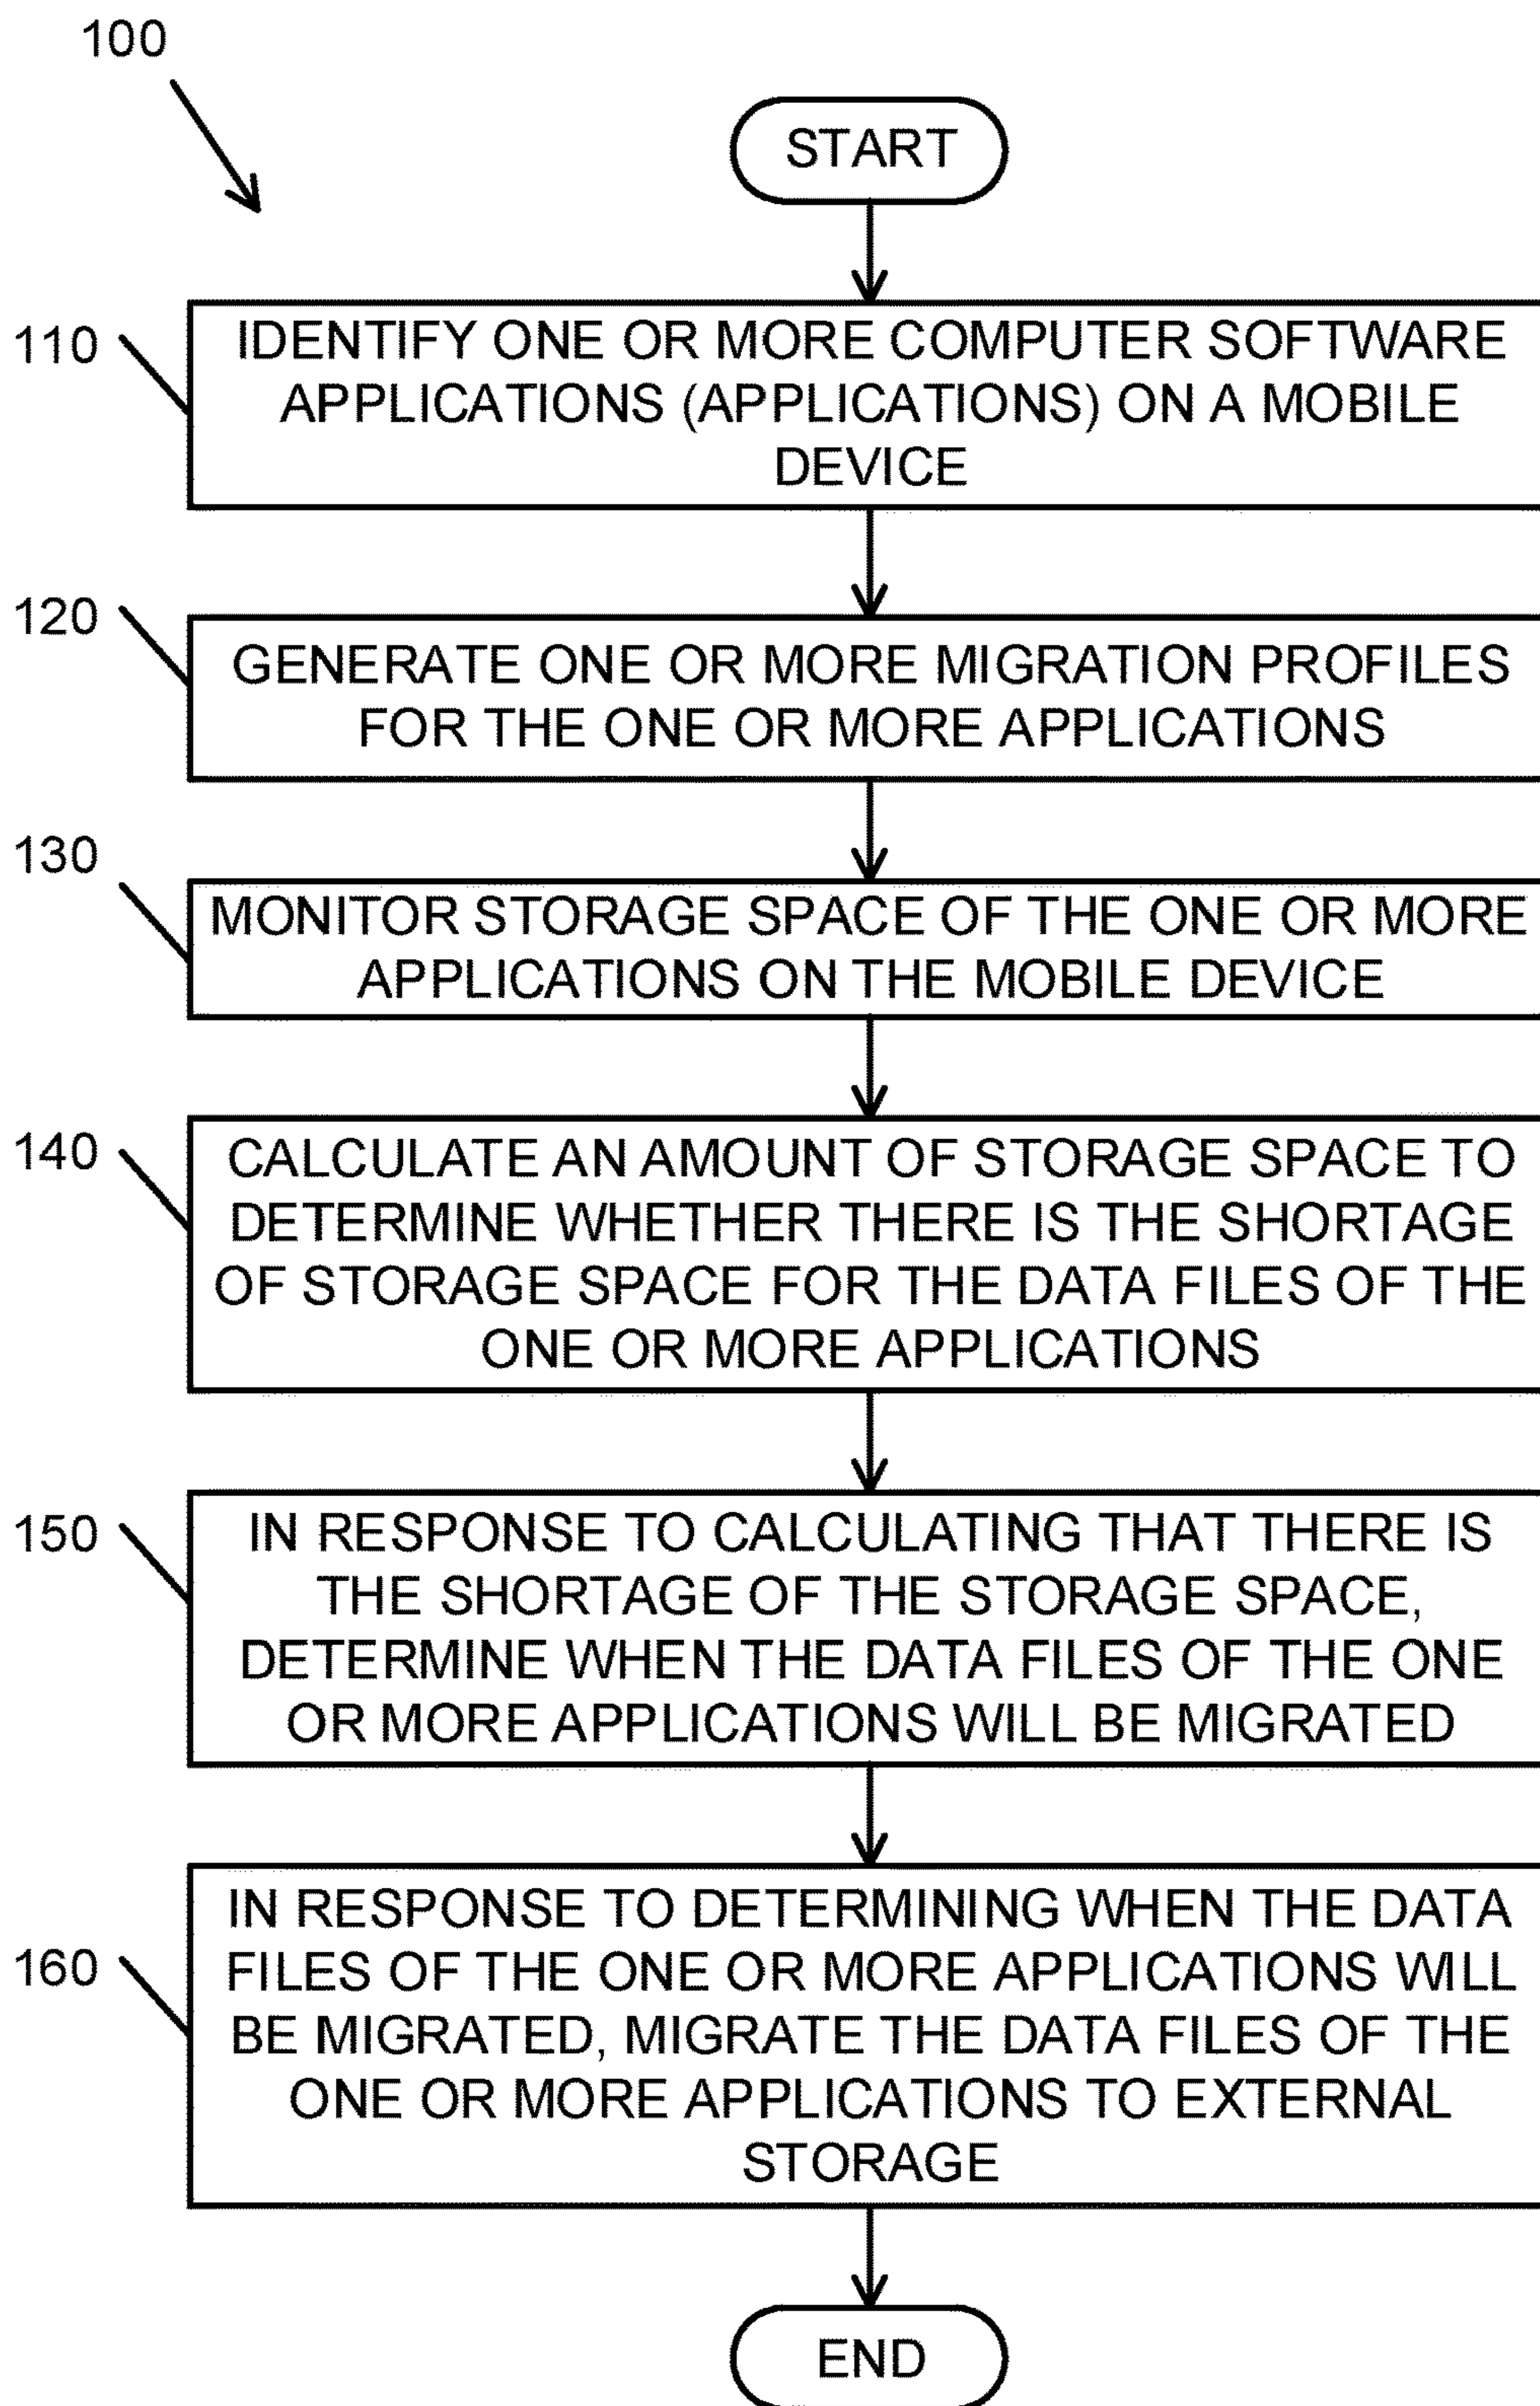 100
START
110
IDENTIFY ONE OR MORE COMPUTER SOFTWARE
APPLICATIONS (APPLICATIONS) ON A MOBILE
DEVICE
120
GENERATE ONE OR MORE MIGRATION PROFILES
FOR THE ONE OR MORE APPLICATIONS
130
MONITOR STORAGE SPACE OF THE ONE OR MORE
APPLICATIONS ON THE MOBILE DEVICE
140
CALCULATE AN AMOUNT OF STORAGE SPACE TO
DETERMINE WHETHER THERE IS THE SHORTAGE
OF STORAGE SPACE FOR THE DATA FILES OF THE
ONE OR MORE APPLICATIONS
150
IN RESPONSE TO CALCULATING THAT THERE IS
THE SHORTAGE OF THE STORAGE SPACE,
DETERMINE WHEN THE DATA FILES OF THE ONE
OR MORE APPLICATIONS WILL BE MIGRATED
160
IN RESPONSE TO DETERMINING WHEN THE DATA
FILES OF THE ONE OR MORE APPLICATIONS WILL
BE MIGRATED, MIGRATE THE DATA FILES OF THE
ONE OR MORE APPLICATIONS TO EXTERNAL
STORAGE
END